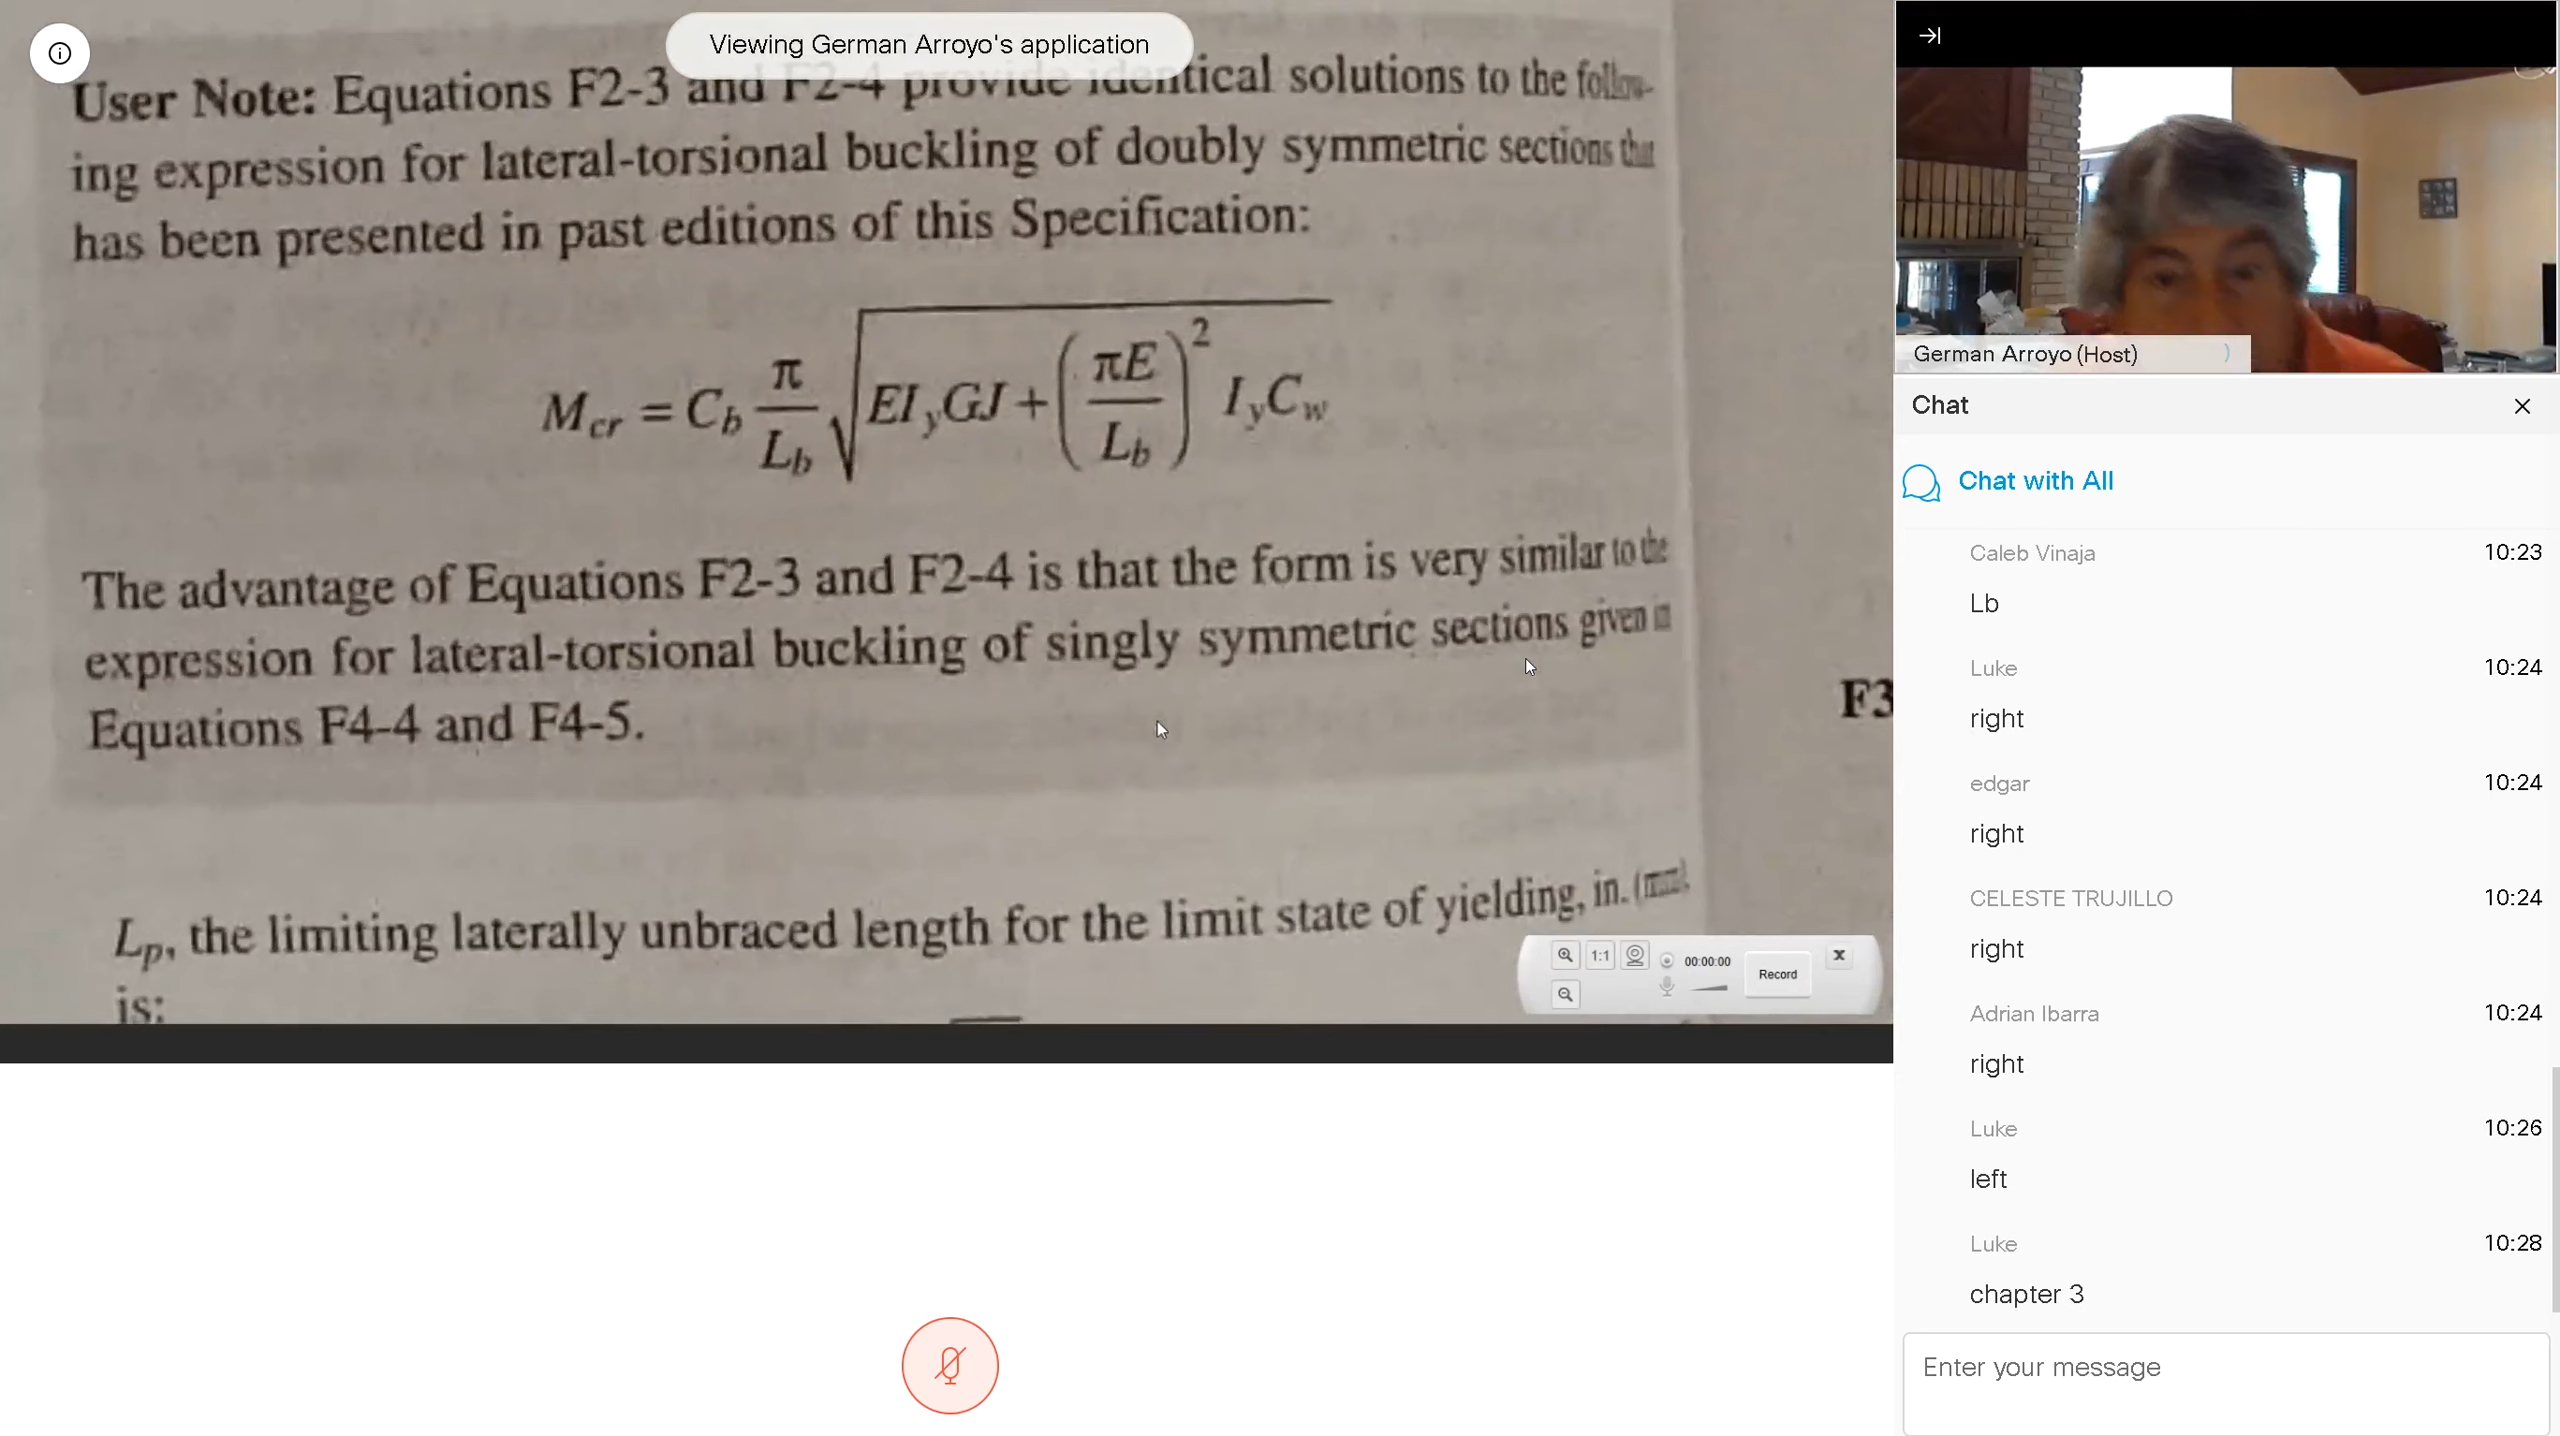 Viewing German Arroyo's application
User Note: Equations F2-3 and F2-4 provide identical solutions to the follow-
ing expression for lateral-torsional buckling of doubly symmetric sections that
has been presented in past editions of this Specification:
M_cr = C_b π/L_b √(EI_yGJ + (πE/L_b)² I_yC_w)
The advantage of Equations F2-3 and F2-4 is that the form is very similar to the
expression for lateral-torsional buckling of singly symmetric sections given in
Equations F4-4 and F4-5.
F3
L_p, the limiting laterally unbraced length for the limit state of yielding, in.
is:
1:1
00:00:00
Record
X
German Arroyo (Host)
Chat
Chat with All
Caleb Vinaja 10:23
Lb
Luke 10:24
right
edgar 10:24
right
CELESTE TRUJILLO 10:24
right
Adrian Ibarra 10:24
right
Luke 10:26
left
Luke 10:28
chapter 3
Enter your message